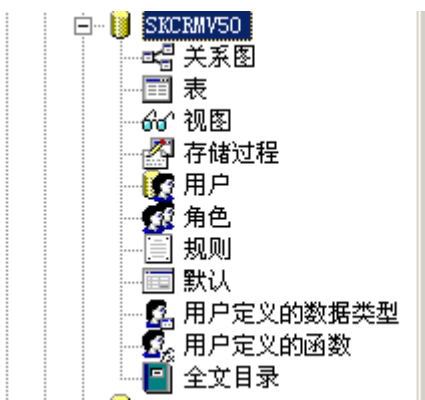 SKCRMV50
关系图
表
视图
存储过程
用户
角色
规则
默认
用户定义的数据类型
用户定义的函数
全文目录